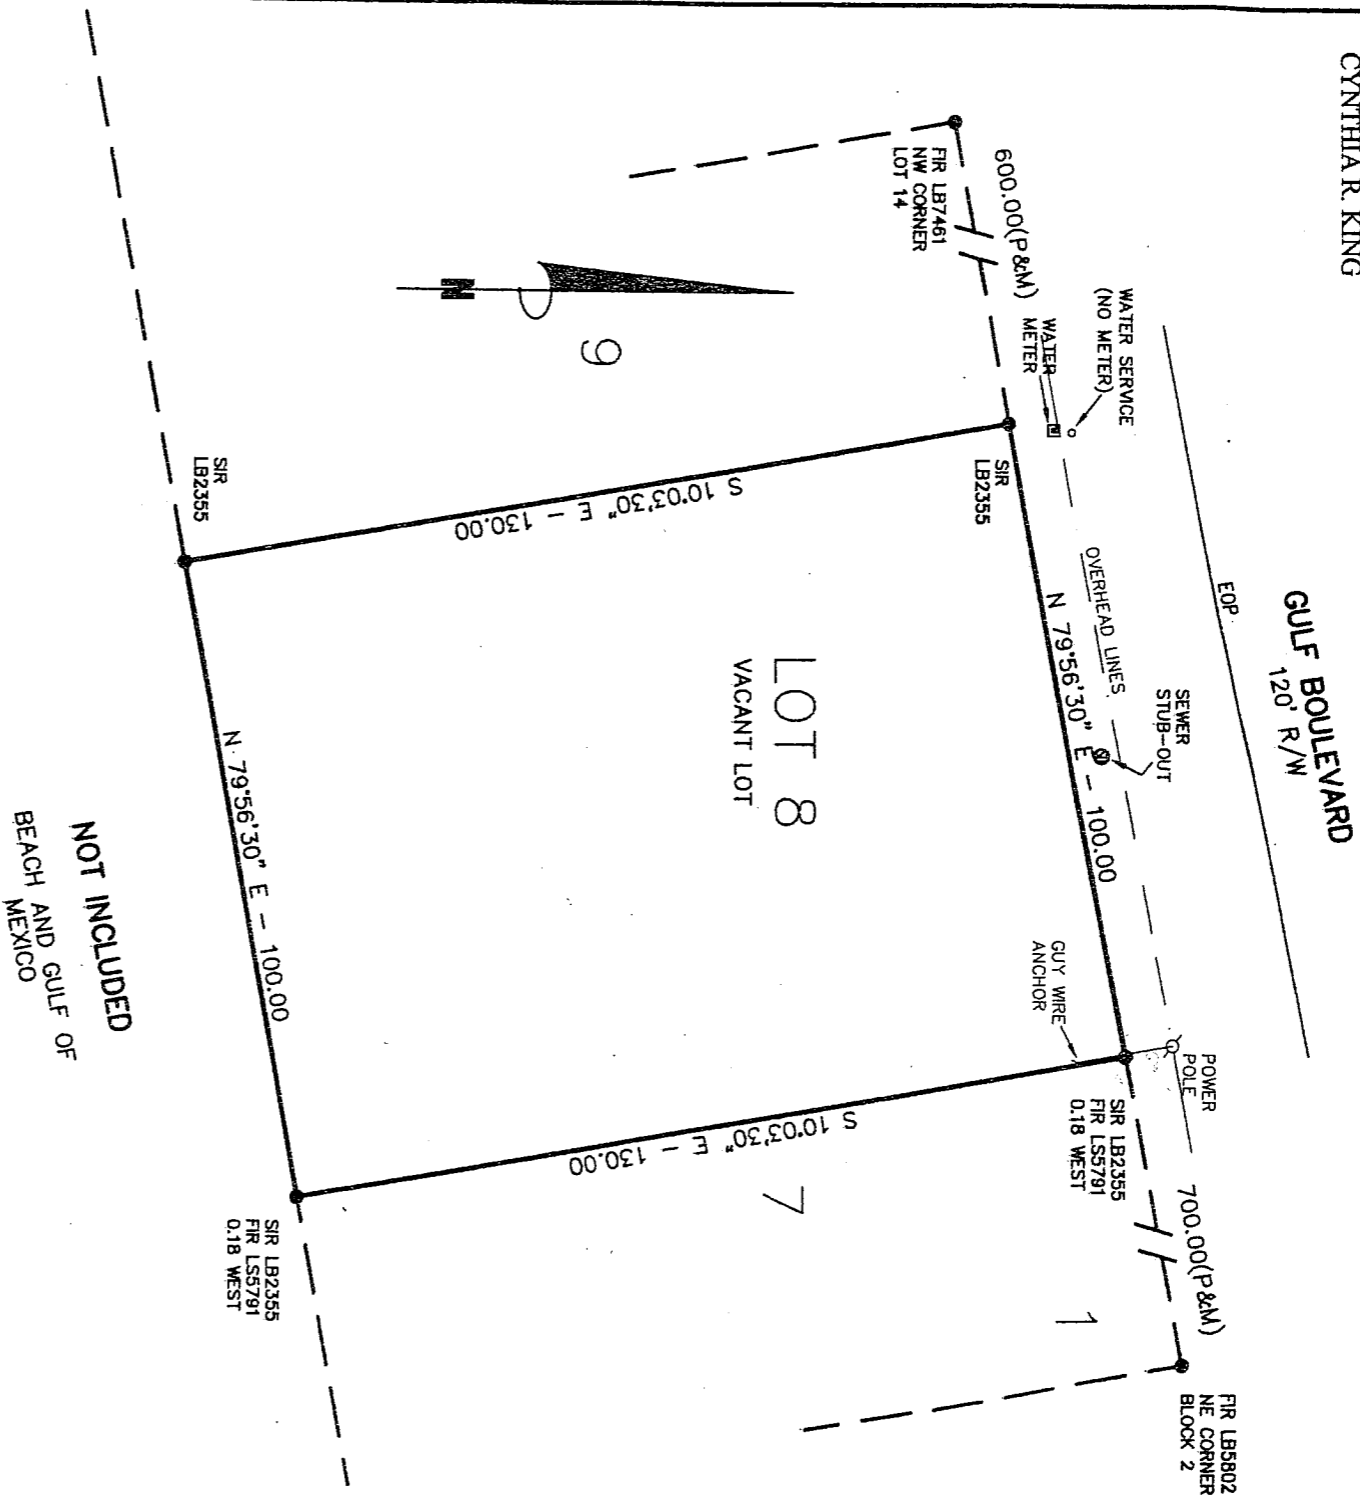 CYNTHIA R. KING
GULF BOULEVARD
120' R/W
EOP
WATER SERVICE
(NO METER)
WATER
METER
OVERHEAD LINES
SEWER
STUB-OUT
POWER
POLE
600.00(P&M)
700.00(P&M)
FIR LB7461
NW CORNER
LOT 14
SIR
LB2355
N 79°56'30" E - 100.00
GUY WIRE
ANCHOR
SIR LB2355
FIR LS5791
0.18 WEST
FIR LB5802
NE CORNER
BLOCK 2
N
9
S 10°03'30" E - 130.00
LOT 8
VACANT LOT
S 10°03'30" E - 130.00
7
1
SIR
LB2355
N 79°56'30" E - 100.00
SIR LB2355
FIR LS5791
0.18 WEST
NOT INCLUDED
BEACH AND GULF OF
MEXICO